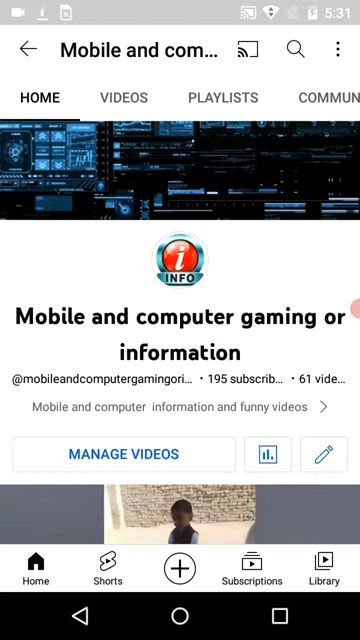 5:31
Mobile and com...
HOME VIDEOS PLAYLISTS COMMUN
i
INFO
Mobile and computer gaming or
information
@mobileandcomputergamingori... • 195 subscrib... • 61 vide...
Mobile and computer information and funny videos
MANAGE VIDEOS
Home Shorts Subscriptions Library